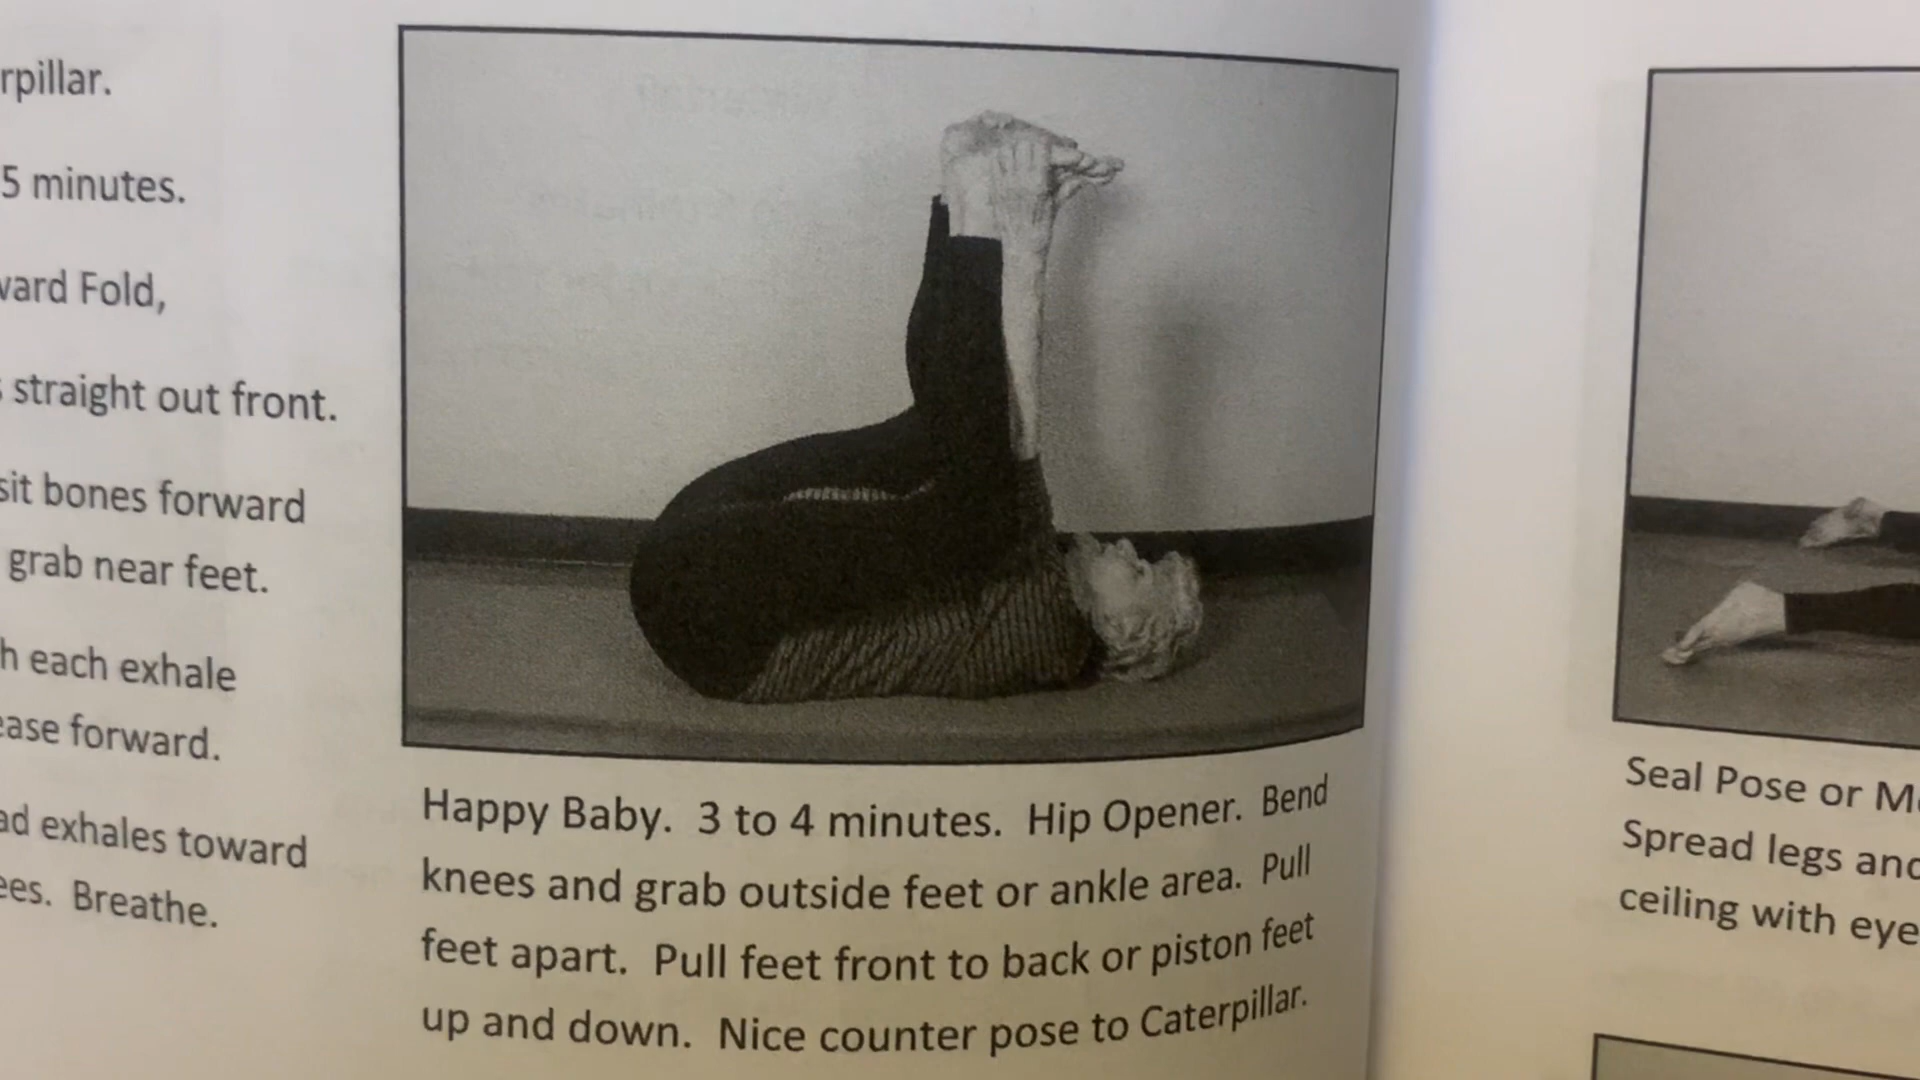 rpillar.
5 minutes.
ward Fold,
straight out front.
sit bones forward
grab near feet.
h each exhale
ease forward.
ad exhales toward
ees. Breathe.
Happy Baby. 3 to 4 minutes. Hip Opener. Bend
knees and grab outside feet or ankle area. Pull
feet apart. Pull feet front to back or piston feet
up and down. Nice counter pose to Caterpillar.
Seal Pose or M
Spread legs and
ceiling with eye